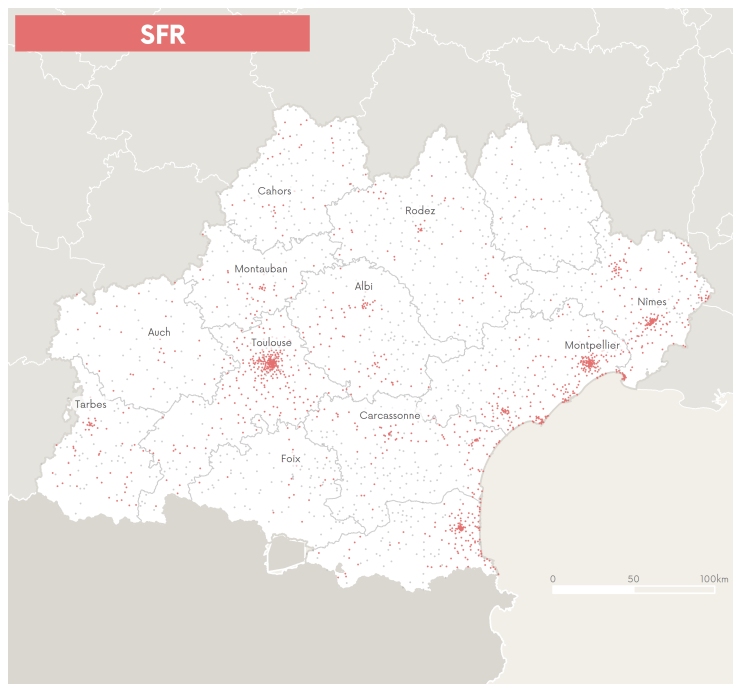 SFR
Cahors
Rodez
Montauban
Albi
Nîmes
Auch
Toulouse
Montpellier
Tarbes
Carcassonne
Foix
0 50 100km